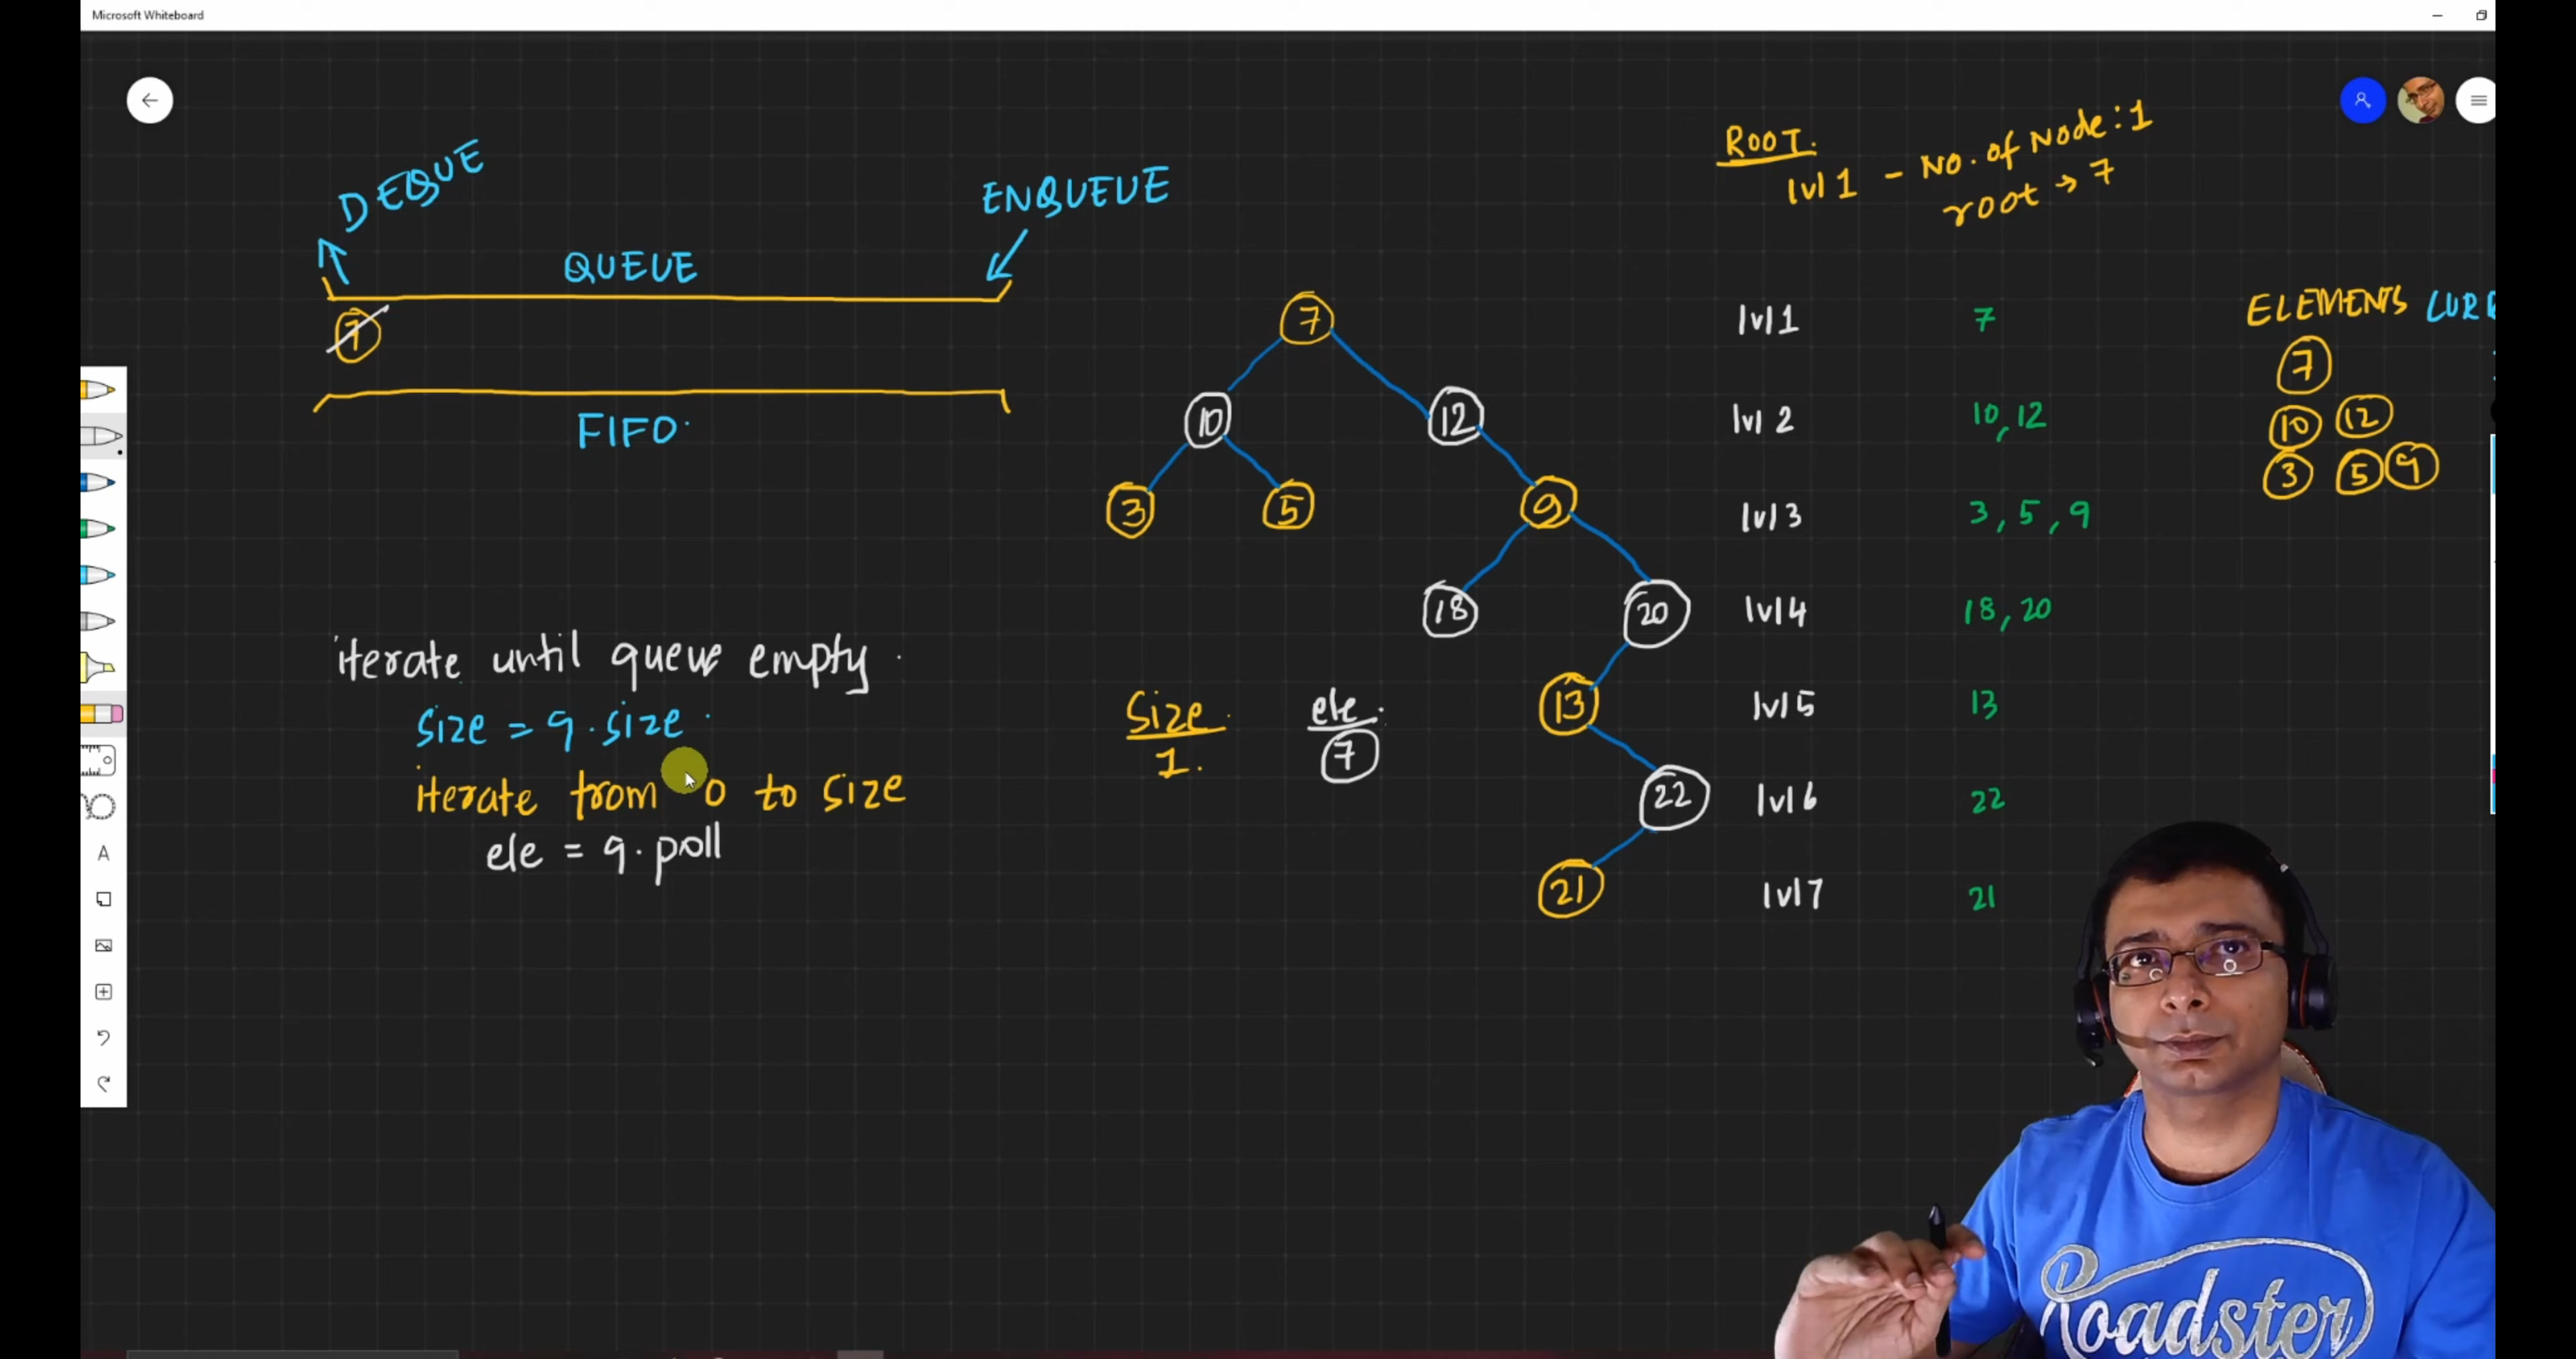 Microsoft Whiteboard
DEQUE
ENQUEUE
QUEUE
7
FIFO.
iterate until queue empty.
size = q.size.
iterate from 0 to size
ele = q.poll
ROOT.
lvl 1 - No. of Node: 1
root → 7
7
10 12
3 5 9
18 20
13
22
21
Size.
1.
ele.
7
lvl 1 7
lvl 2 10, 12
lvl 3 3, 5, 9
lvl 4 18, 20
lvl 5 13
lvl 6 22
lvl 7 21
ELEMENTS
7
10 12
3 5 9
A
Roadster